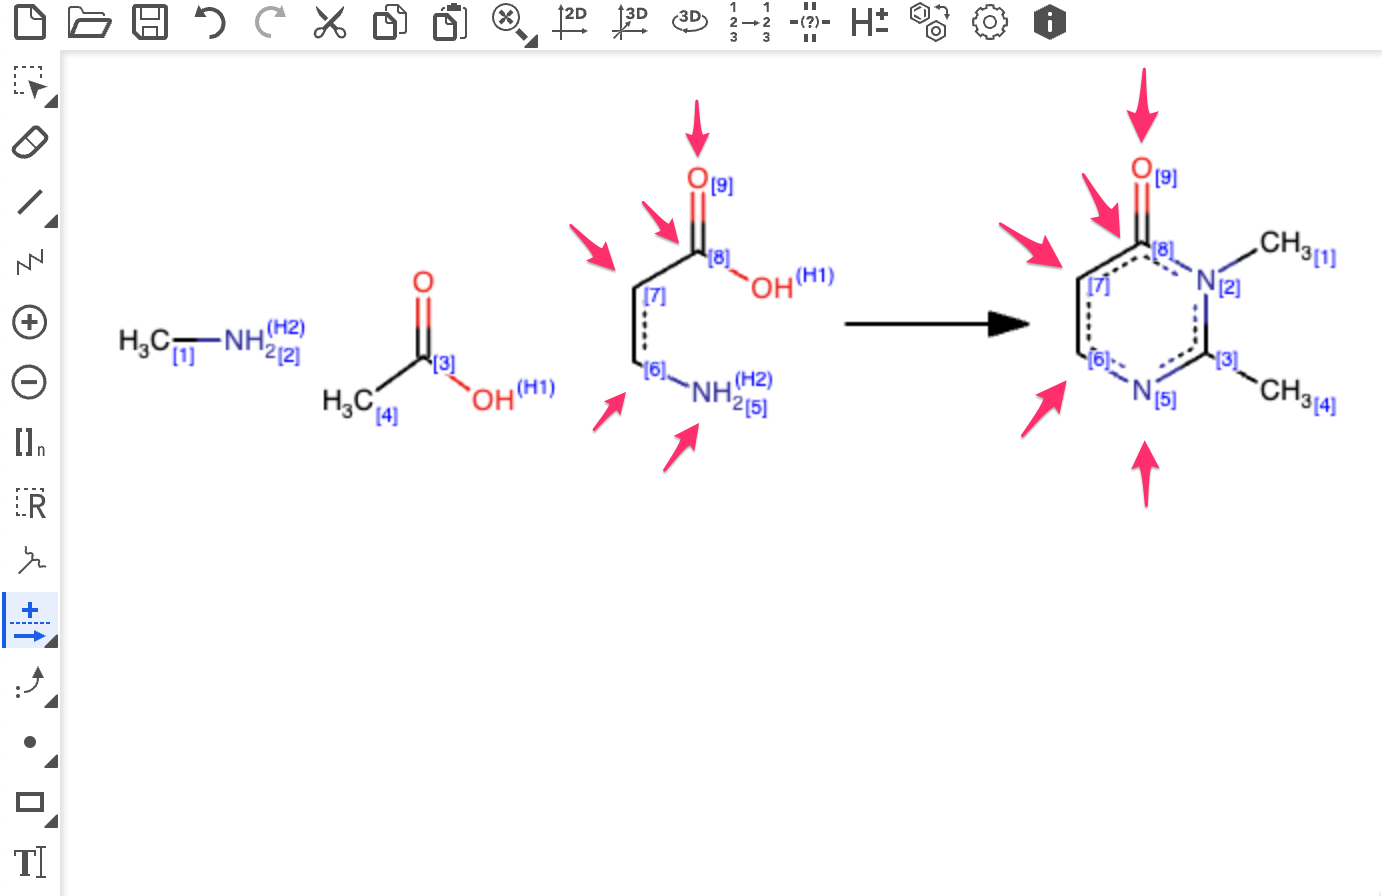 2D 3D 3D 1 2 3 → 1 2 3 (?) H±
[]n
R
T
O [9]
O [9]
[8]
OH (H1)
[7]
[6]
NH2 (H2) [5]
H3C [1] NH2 (H2) [2]
O
[3]
OH (H1)
H3C [4]
[8]
CH3 [1]
[7]
N [2]
[6]
[3]
N [5]
CH3 [4]